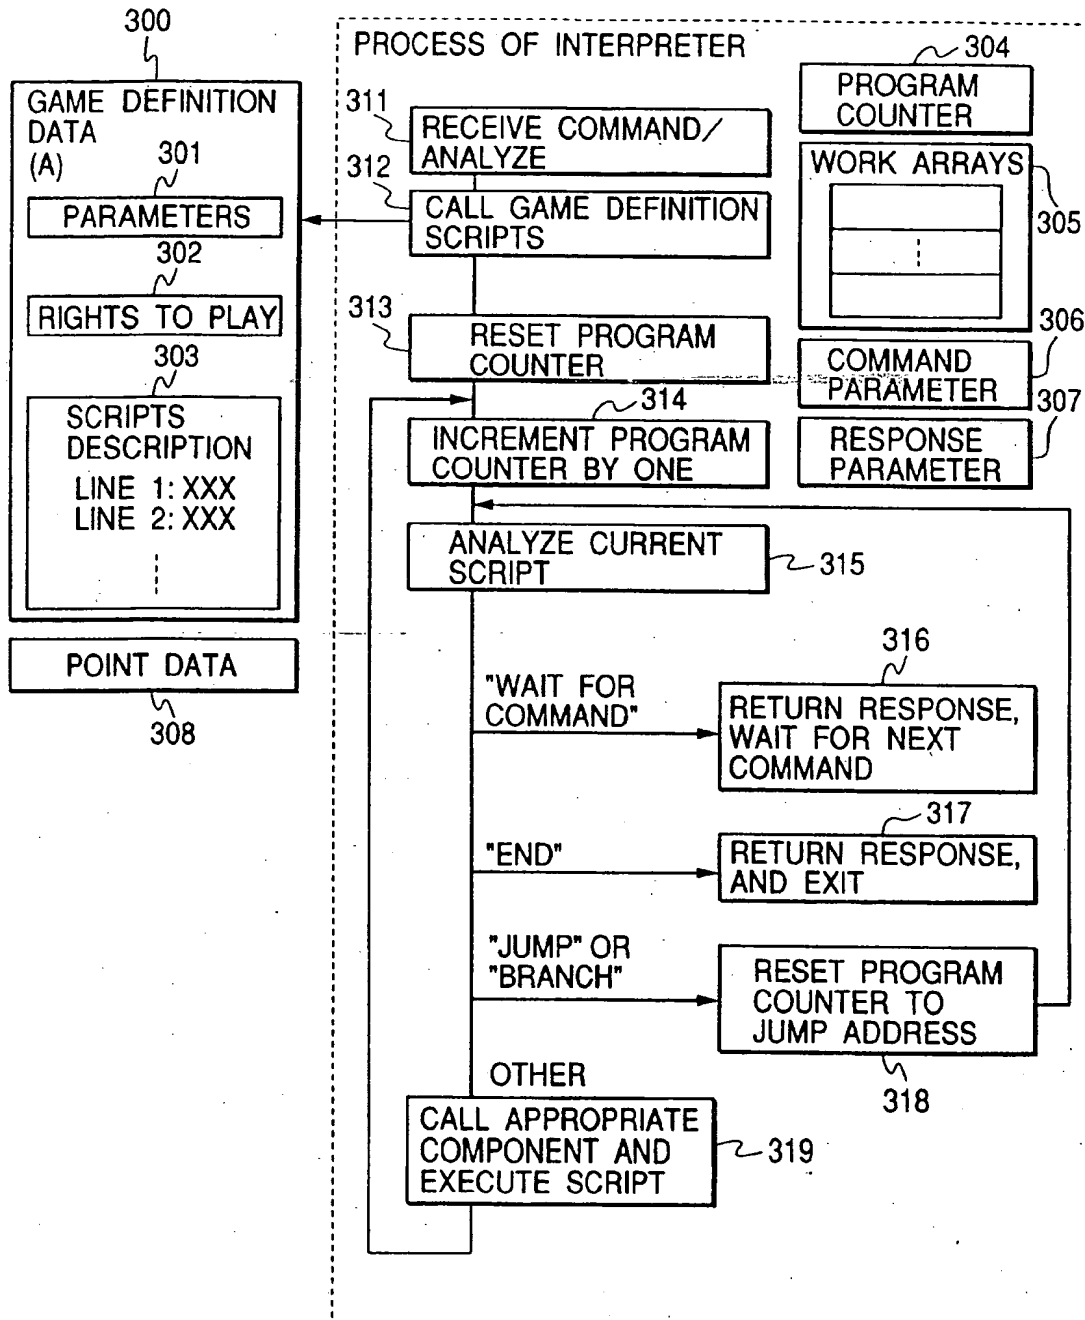 300
GAME DEFINITION
DATA
(A)
301
PARAMETERS
302
RIGHTS TO PLAY
303
SCRIPTS
DESCRIPTION
LINE 1: XXX
LINE 2: XXX
POINT DATA
308
PROCESS OF INTERPRETER
311
RECEIVE COMMAND/
ANALYZE
312
CALL GAME DEFINITION
SCRIPTS
313
RESET PROGRAM
COUNTER
314
INCREMENT PROGRAM
COUNTER BY ONE
ANALYZE CURRENT
SCRIPT
315
"WAIT FOR
COMMAND"
316
RETURN RESPONSE,
WAIT FOR NEXT
COMMAND
"END"
317
RETURN RESPONSE,
AND EXIT
"JUMP" OR
"BRANCH"
RESET PROGRAM
COUNTER TO
JUMP ADDRESS
318
OTHER
CALL APPROPRIATE
COMPONENT AND
EXECUTE SCRIPT
319
304
PROGRAM
COUNTER
WORK ARRAYS
305
306
COMMAND
PARAMETER
307
RESPONSE
PARAMETER